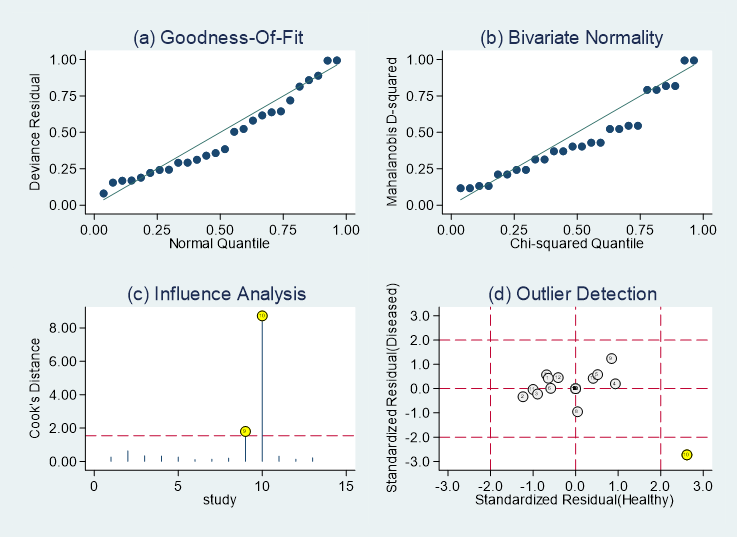 (a) Goodness-Of-Fit
Deviance Residual
1.00
0.75
0.50
0.25
0.00
0.00 0.25 0.50 0.75 1.00
Normal Quantile
(b) Bivariate Normality
Mahalanobis D-squared
1.00
0.75
0.50
0.25
0.00
0.00 0.25 0.50 0.75 1.00
Chi-squared Quantile
(c) Influence Analysis
Cook's Distance
8.00
6.00
4.00
2.00
0.00
10
9
0 5 10 15
study
(d) Outlier Detection
Standardized Residual(Diseased)
3.0
2.0
1.0
0.0
-1.0
-2.0
-3.0
-3.0 -2.0 -1.0 0.0 1.0 2.0 3.0
Standardized Residual(Healthy)